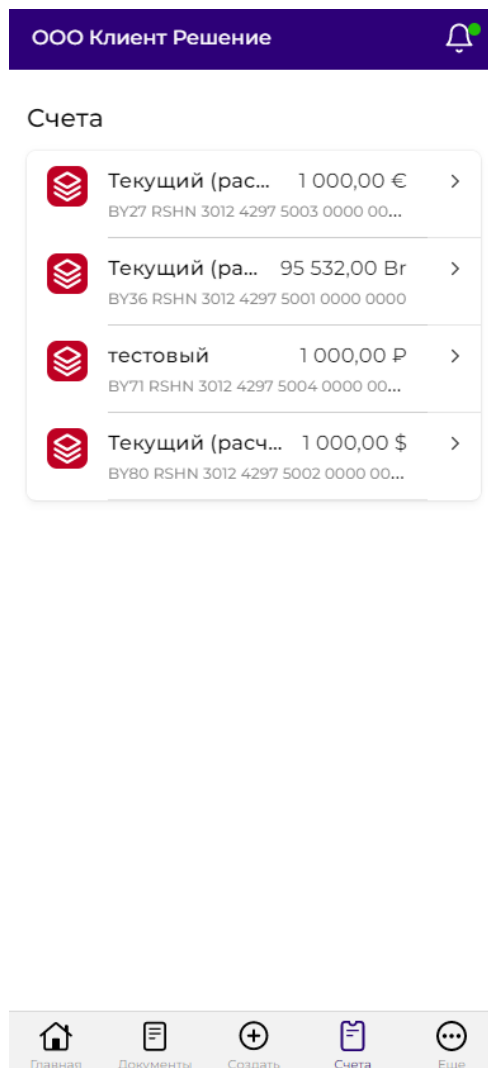 ООО Клиент Решение
Счета
Текущий (рас... 1 000,00 €
BY27 RSHN 3012 4297 5003 0000 00...
Текущий (ра... 95 532,00 Br
BY36 RSHN 3012 4297 5001 0000 0000
тестовый 1 000,00 ₽
BY71 RSHN 3012 4297 5004 0000 00...
Текущий (расч... 1 000,00 $
BY80 RSHN 3012 4297 5002 0000 00...
Главная Документы Создать Счета Еще